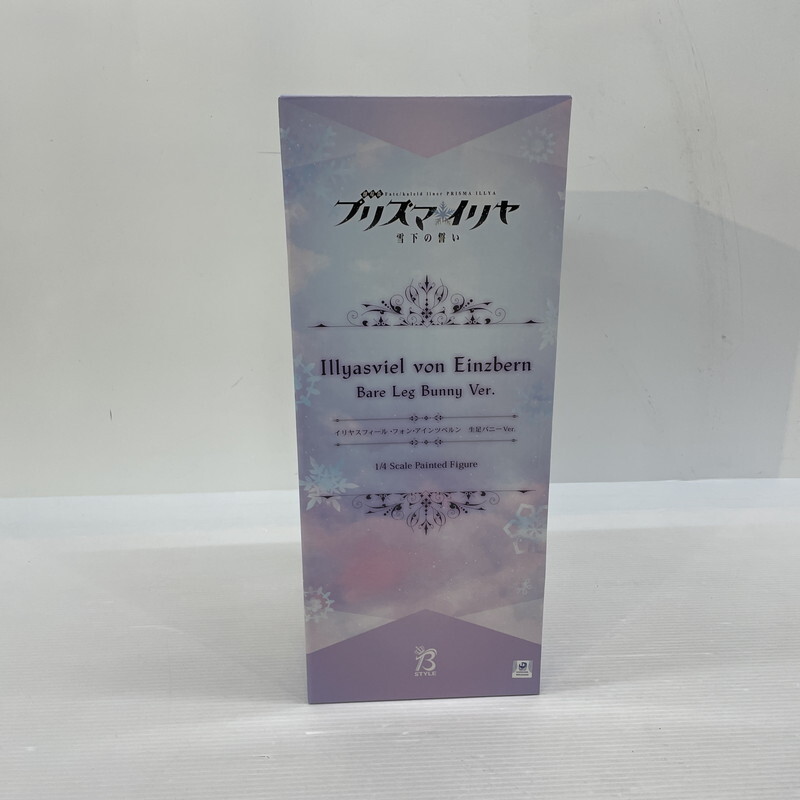 劇場版 Fate/kaleid liner PRISMA ILLYA
プリズマ☆イリヤ
雪下の誓い
Illyasviel von Einzbern
Bare Leg Bunny Ver.
イリヤスフィール・フォン・アインツベルン 生足バニーVer.
1/4 Scale Painted Figure
B
STYLE